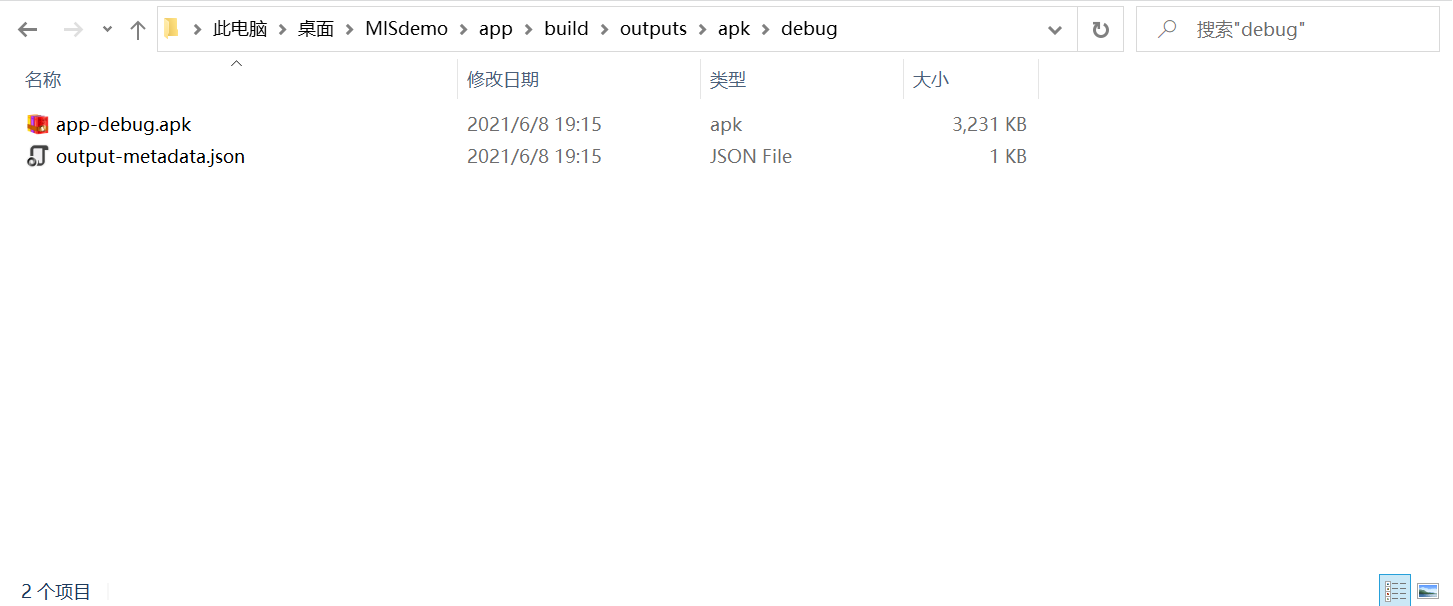 此电脑 桌面 MISdemo app build outputs apk debug 搜索"debug"
名称 修改日期 类型 大小
app-debug.apk 2021/6/8 19:15 apk 3,231 KB
output-metadata.json 2021/6/8 19:15 JSON File 1 KB
2 个项目